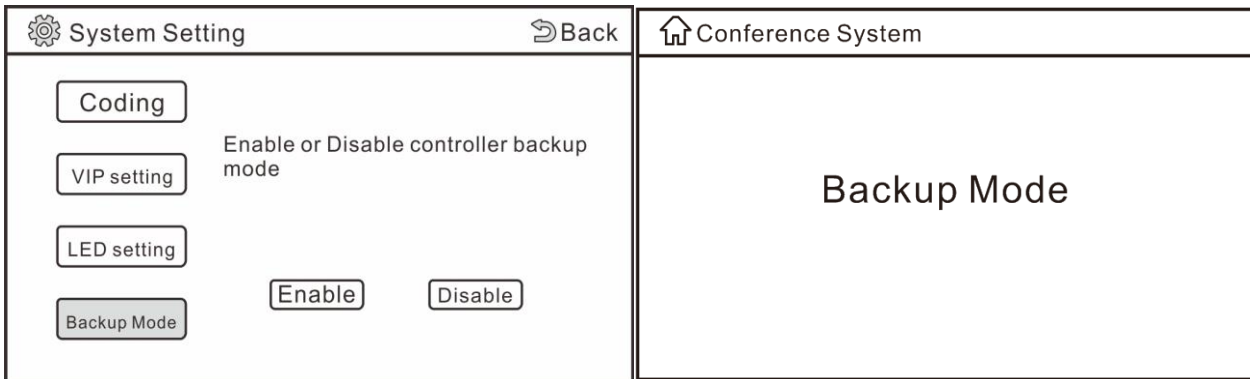 System Setting
Back
Coding
VIP setting
LED setting
Backup Mode
Enable or Disable controller backup
mode
Enable
Disable
Conference System
Backup Mode